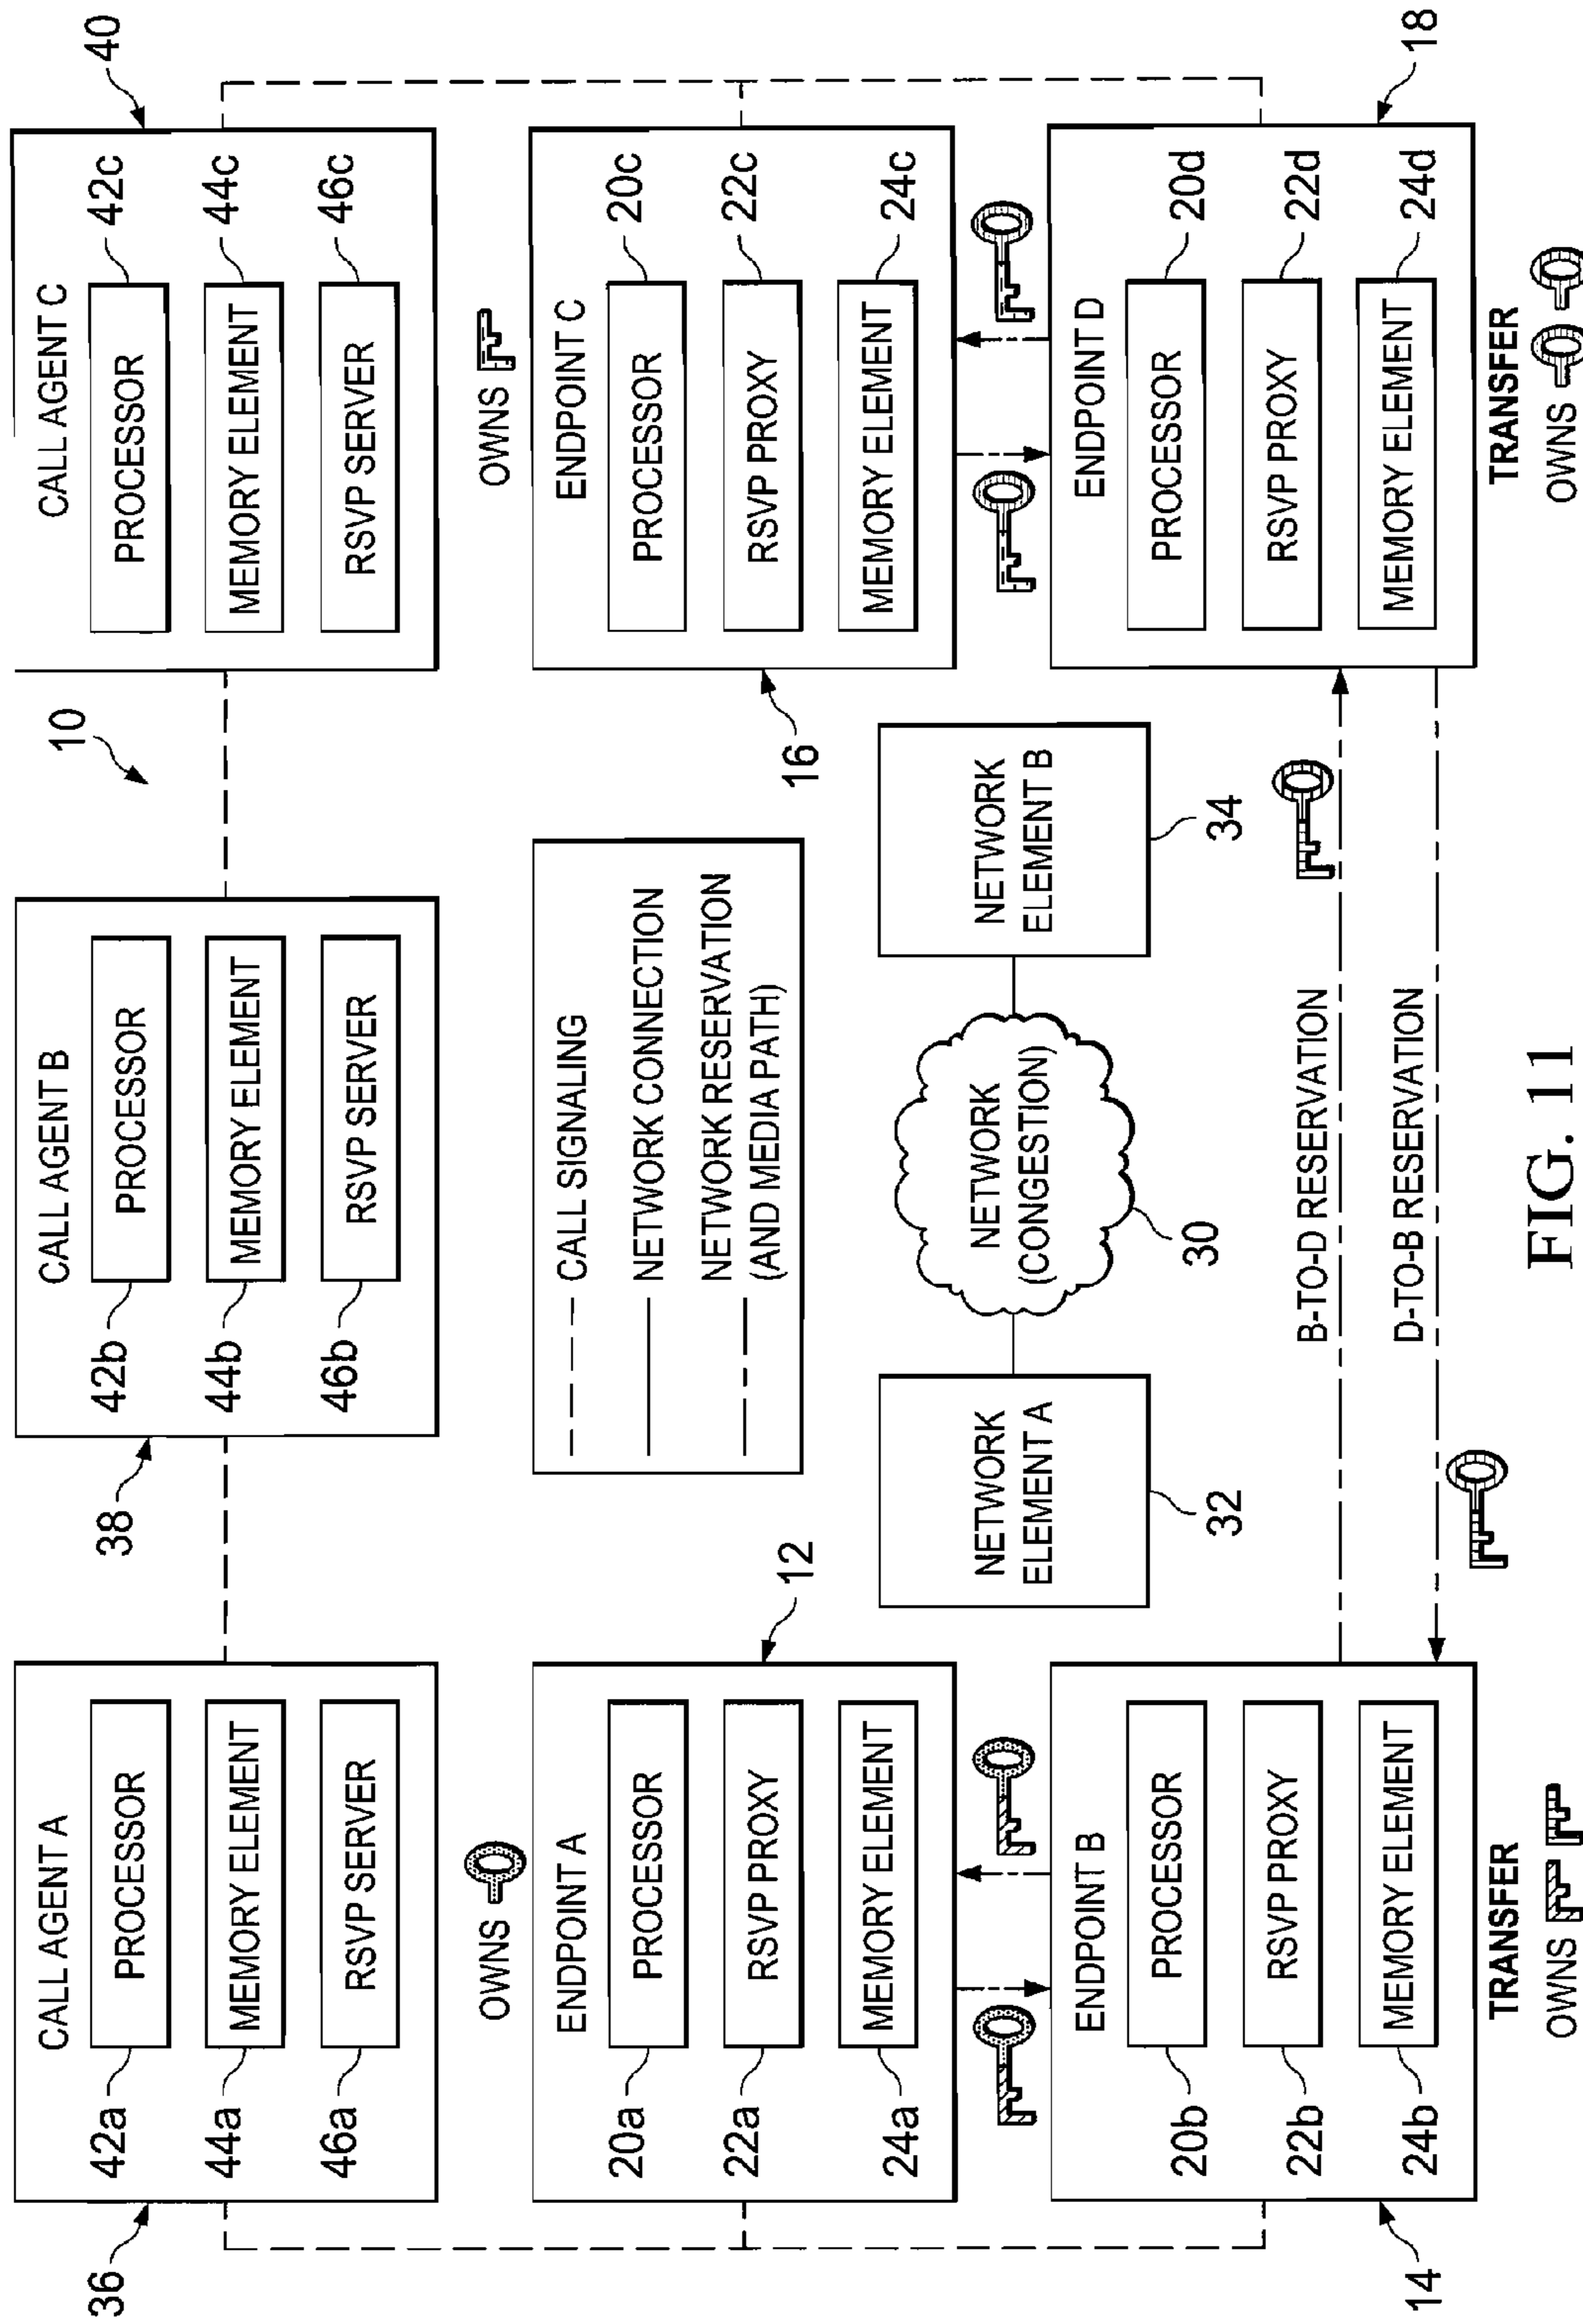 36
CALL AGENT A
42a
PROCESSOR
44a
MEMORY ELEMENT
46a
RSVP SERVER
38
CALL AGENT B
42b
PROCESSOR
44b
MEMORY ELEMENT
46b
RSVP SERVER
10
40
CALL AGENT C
PROCESSOR
42c
MEMORY ELEMENT
44c
RSVP SERVER
46c
OWNS
ENDPOINT A
12
20a
PROCESSOR
22a
RSVP PROXY
24a
MEMORY ELEMENT
CALL SIGNALING
NETWORK CONNECTION
NETWORK RESERVATION
(AND MEDIA PATH)
OWNS
ENDPOINT C
16
PROCESSOR
20c
RSVP PROXY
22c
MEMORY ELEMENT
24c
NETWORK
ELEMENT A
32
NETWORK
(CONGESTION)
30
NETWORK
ELEMENT B
34
ENDPOINT B
14
20b
PROCESSOR
22b
RSVP PROXY
24b
MEMORY ELEMENT
TRANSFER
OWNS
B-TO-D RESERVATION
D-TO-B RESERVATION
ENDPOINT D
18
PROCESSOR
20d
RSVP PROXY
22d
MEMORY ELEMENT
24d
TRANSFER
OWNS
FIG. 11